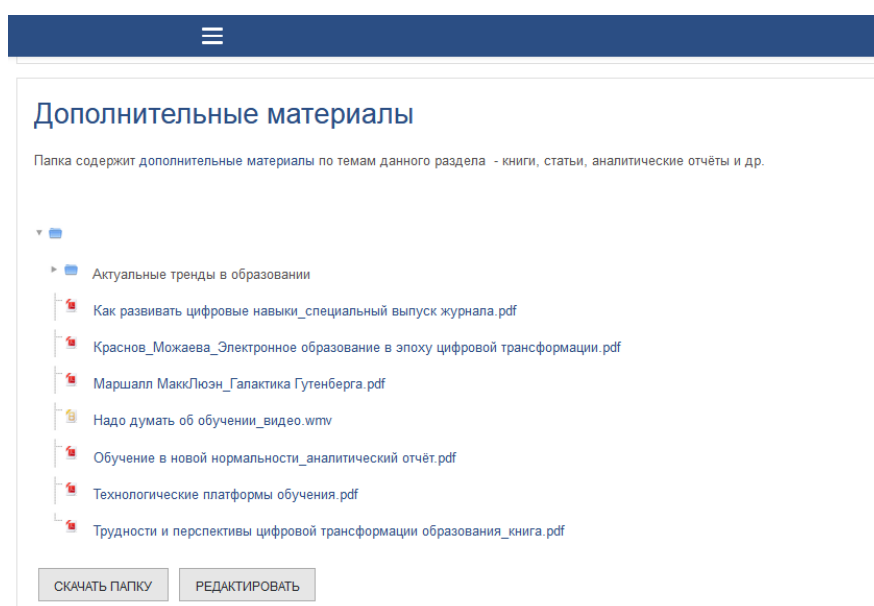 Дополнительные материалы
Папка содержит дополнительные материалы по темам данного раздела - книги, статьи, аналитические отчёты и др.
Актуальные тренды в образовании
Как развивать цифровые навыки_специальный выпуск журнала.pdf
Краснов_Можаева_Электронное образование в эпоху цифровой трансформации.pdf
Маршалл МаккЛюэн_Галактика Гутенберга.pdf
Надо думать об обучении_видео.wmv
Обучение в новой нормальности_аналитический отчёт.pdf
Технологические платформы обучения.pdf
Трудности и перспективы цифровой трансформации образования_книга.pdf
СКАЧАТЬ ПАПКУ РЕДАКТИРОВАТЬ